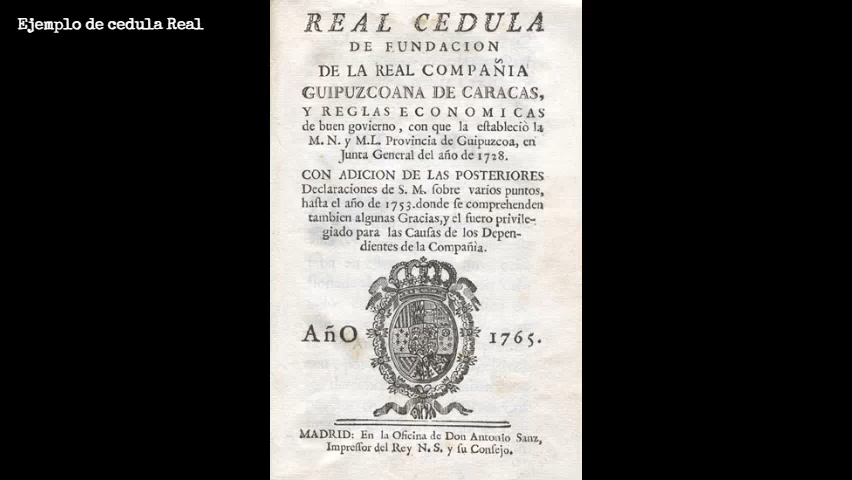 Ejemplo de cedula Real
REAL CEDULA
DE FUNDACION
DE LA REAL COMPAÑIA
GUIPUZCOANA DE CARACAS,
Y REGLAS ECONOMICAS
de buen govierno, con que la eſtableciò la
M. N. y M.L. Provincia de Guipuzcoa, en
Junta General del año de 1728.
CON ADICION DE LAS POSTERIORES
Declaraciones de S. M. ſobre varios puntos,
haſta el año de 1753. donde ſe comprehenden
tambien algunas Gracias, y el fuero privile-
giado para las Cauſas de los Depen-
dientes de la Compañia.
AñO 1765.
MADRID: En la Oficina de Don Antonio Sanz,
Impreſſor del Rey N. S. y ſu Conſejo.